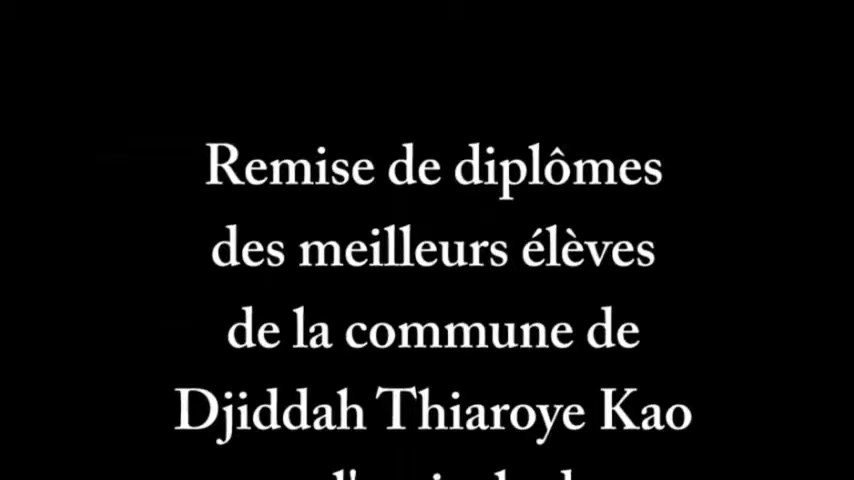 Remise de diplômes
des meilleurs élèves
de la commune de
Djiddah Thiaroye Kao